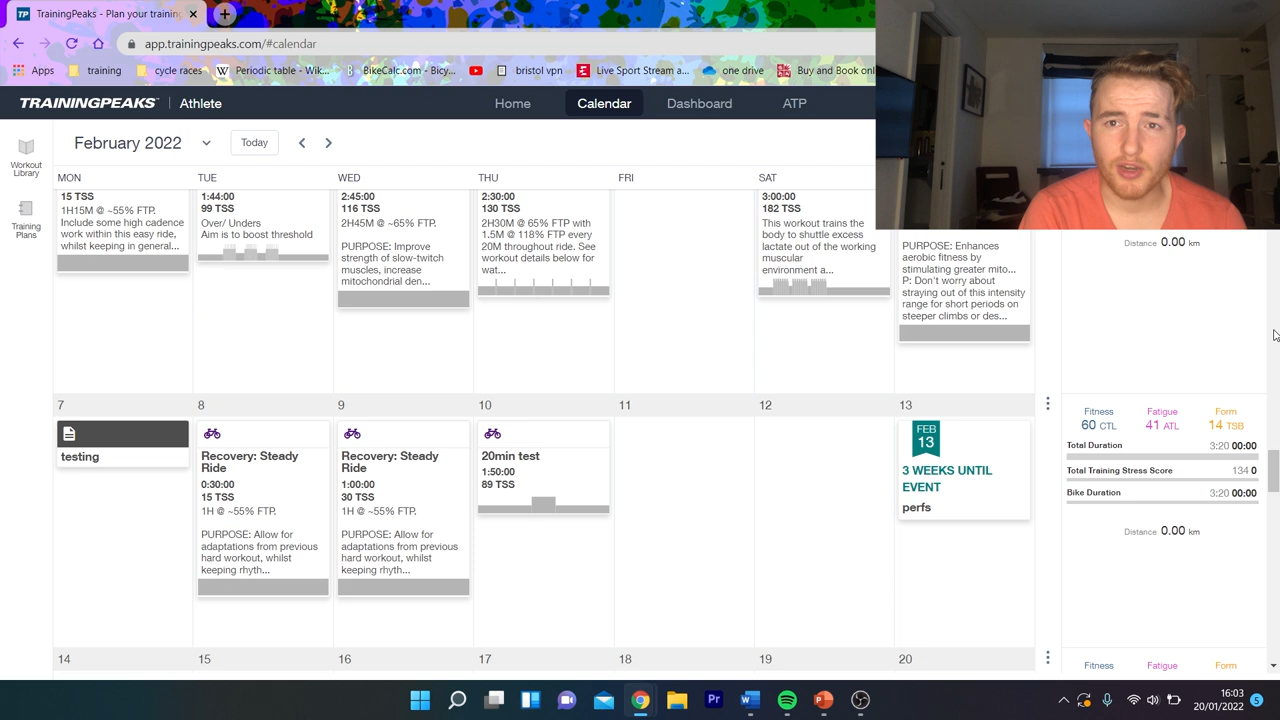 TrainingPeaks - Plan your training
app.trainingpeaks.com/#calendar
Apps
training
cycle races
Periodic table - Wik...
BikeCalc.com - Bicy...
bristol vpn
Live Sport Stream a...
one drive
Buy and Book onl
TRAININGPEAKS
Athlete
Home
Calendar
Dashboard
ATP
Workout
Library
Training
Plans
February 2022
Today
MON
TUE
WED
THU
FRI
SAT
15 TSS
1H15M @ ~55% FTP.
Include some high cadence
work within this easy ride,
whilst keeping in general...
1:44:00
99 TSS
Over/ Unders
Aim is to boost threshold
2:45:00
116 TSS
2H45M @ ~65% FTP.
PURPOSE: Improve
strength of slow-twitch
muscles, increase
mitochondrial den...
2:30:00
130 TSS
2H30M @ 65% FTP with
1.5M @ 118% FTP every
20M throughout ride. See
workout details below for
wat...
3:00:00
182 TSS
This workout trains the
body to shuttle excess
lactate out of the working
muscular
environment a...
PURPOSE: Enhances
aerobic fitness by
stimulating greater mito...
P: Don't worry about
straying out of this intensity
range for short periods on
steeper climbs or des...
Distance 0.00 km
7
8
9
10
11
12
13
testing
Recovery: Steady
Ride
0:30:00
15 TSS
1H @ ~55% FTP.
PURPOSE: Allow for
adaptations from previous
hard workout, whilst
keeping rhyth...
Recovery: Steady
Ride
1:00:00
30 TSS
1H @ ~55% FTP.
PURPOSE: Allow for
adaptations from previous
hard workout, whilst
keeping rhyth...
20min test
1:50:00
89 TSS
FEB
13
3 WEEKS UNTIL
EVENT
perfs
Fitness
Fatigue
Form
60 CTL
41 ATL
14 TSB
Total Duration 3:20 00:00
Total Training Stress Score 134 0
Bike Duration 3:20 00:00
Distance 0.00 km
14
15
16
17
18
19
20
Fitness
Fatigue
Form
16:03
20/01/2022
5